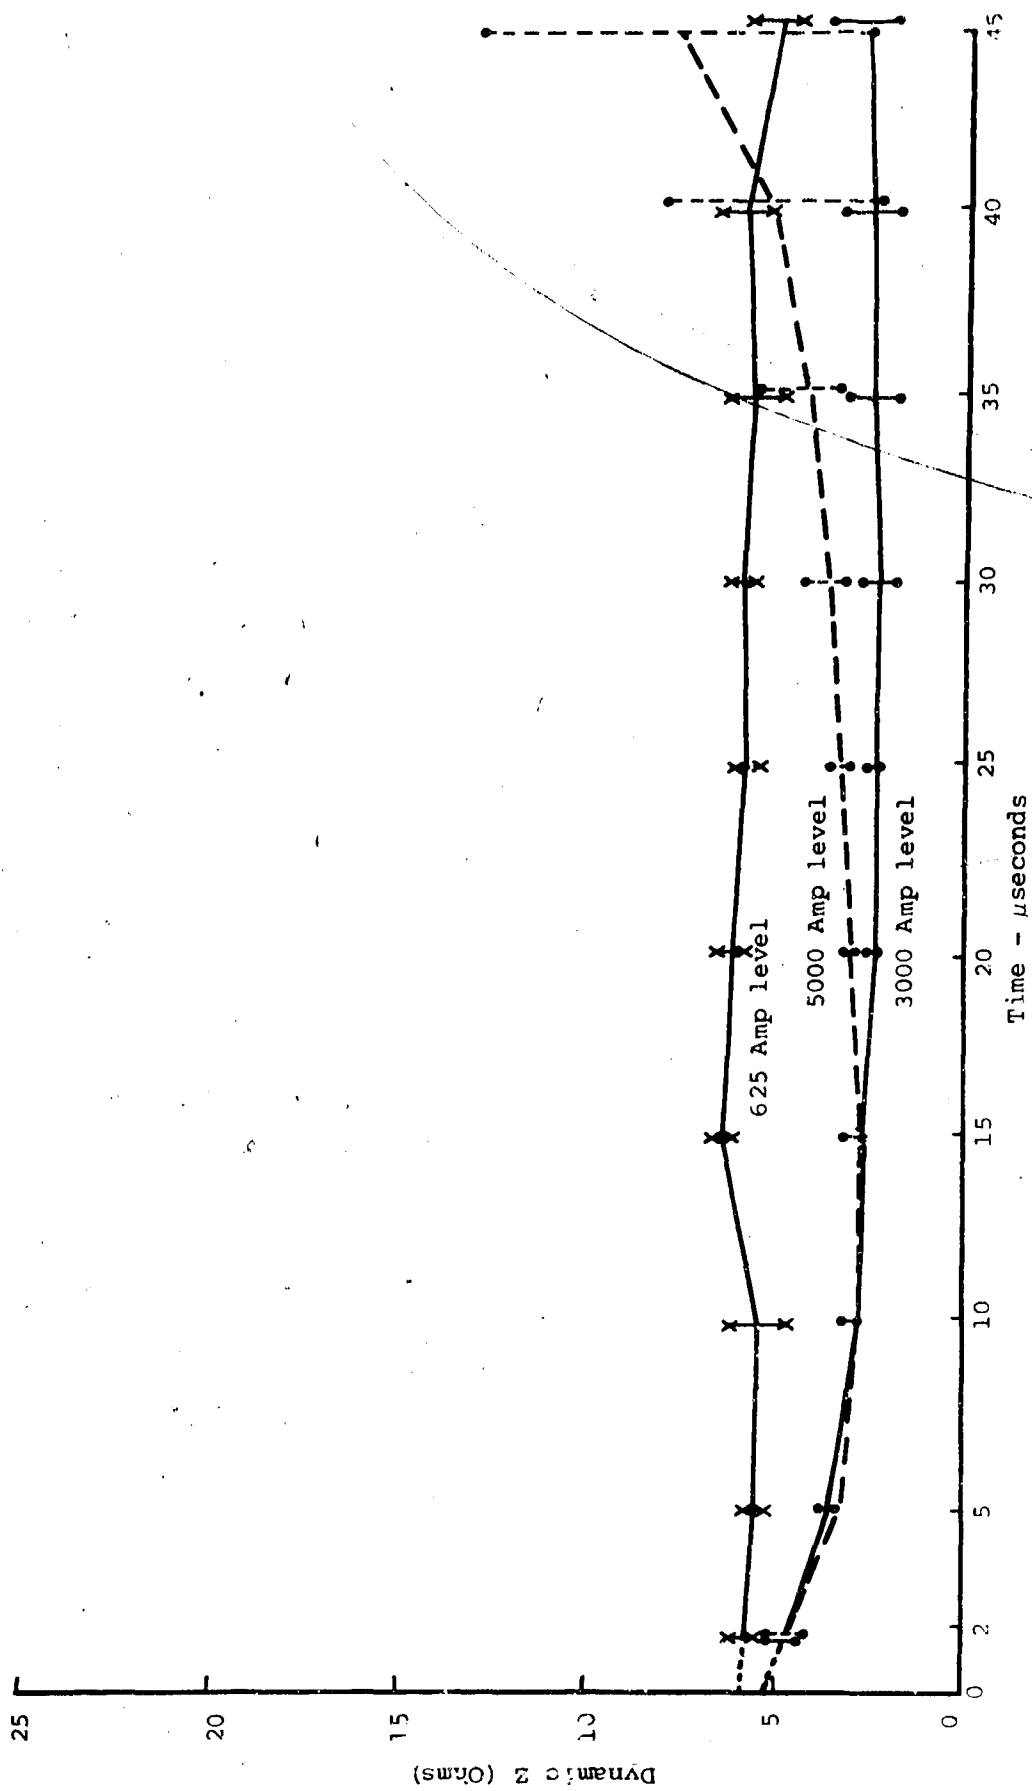 25
20
15
10
5
0
Dynamic Z (Ohms)
625 Amp level
5000 Amp level
3000 Amp level
0 2 5 10 15 20 25 30 35 40 45
Time - μseconds